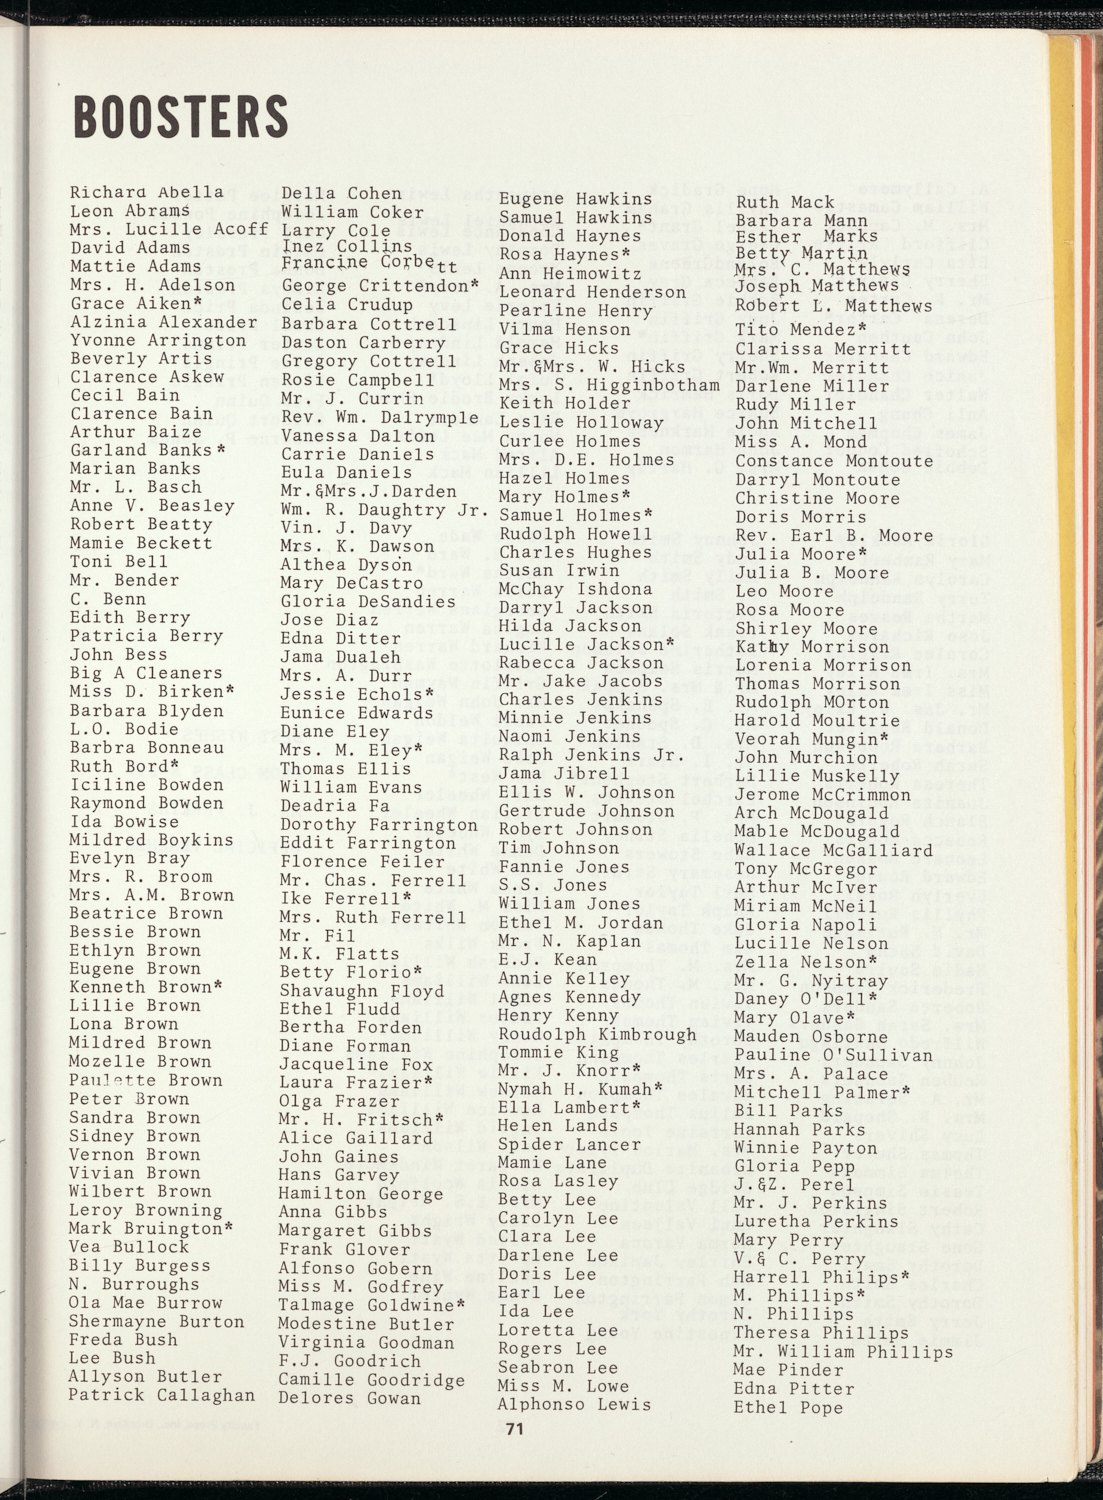 BOOSTERS
Richard Abella
Leon Abrams
Mrs. Lucille Acoff
David Adams
Mattie Adams
Mrs. H. Adelson
Grace Aiken*
Alzinia Alexander
Yvonne Arrington
Beverly Artis
Clarence Askew
Cecil Bain
Clarence Bain
Arthur Baize
Garland Banks*
Marian Banks
Mr. L. Basch
Anne V. Beasley
Robert Beatty
Mamie Beckett
Toni Bell
Mr. Bender
C. Benn
Edith Berry
Patricia Berry
John Bess
Big A Cleaners
Miss D. Birken*
Barbara Blyden
L.O. Bodie
Barbra Bonneau
Ruth Bord*
Iciline Bowden
Raymond Bowden
Ida Bowise
Mildred Boykins
Evelyn Bray
Mrs. R. Broom
Mrs. A.M. Brown
Beatrice Brown
Bessie Brown
Ethlyn Brown
Eugene Brown
Kenneth Brown*
Lillie Brown
Lona Brown
Mildred Brown
Mozelle Brown
Paulette Brown
Peter Brown
Sandra Brown
Sidney Brown
Vernon Brown
Vivian Brown
Wilbert Brown
Leroy Browning
Mark Bruington*
Vea Bullock
Billy Burgess
N. Burroughs
Ola Mae Burrow
Shermayne Burton
Freda Bush
Lee Bush
Allyson Butler
Patrick Callaghan
Della Cohen
William Coker
Larry Cole
Inez Collins
Francine Corbett
George Crittendon*
Celia Crudup
Barbara Cottrell
Daston Carberry
Gregory Cottrell
Rosie Campbell
Mr. J. Currin
Rev. Wm. Dalrymple
Vanessa Dalton
Carrie Daniels
Eula Daniels
Mr.&Mrs.J.Darden
Wm. R. Daughtry Jr.
Vin. J. Davy
Mrs. K. Dawson
Althea Dyson
Mary DeCastro
Gloria DeSandies
Jose Diaz
Edna Ditter
Jama Dualeh
Mrs. A. Durr
Jessie Echols*
Eunice Edwards
Diane Eley
Mrs. M. Eley*
Thomas Ellis
William Evans
Deadria Fa
Dorothy Farrington
Eddit Farrington
Florence Feiler
Mr. Chas. Ferrell
Ike Ferrell*
Mrs. Ruth Ferrell
Mr. Fil
M.K. Flatts
Betty Florio*
Shavaughn Floyd
Ethel Fludd
Bertha Forden
Diane Forman
Jacqueline Fox
Laura Frazier*
Olga Frazer
Mr. H. Fritsch*
Alice Gaillard
John Gaines
Hans Garvey
Hamilton George
Anna Gibbs
Margaret Gibbs
Frank Glover
Alfonso Gobern
Miss M. Godfrey
Talmage Goldwine*
Modestine Butler
Virginia Goodman
F.J. Goodrich
Camille Goodridge
Delores Gowan
Eugene Hawkins
Samuel Hawkins
Donald Haynes
Rosa Haynes*
Ann Heimowitz
Leonard Henderson
Pearline Henry
Vilma Henson
Grace Hicks
Mr.&Mrs. W. Hicks
Mrs. S. Higginbotham
Keith Holder
Leslie Holloway
Curlee Holmes
Mrs. D.E. Holmes
Hazel Holmes
Mary Holmes*
Samuel Holmes*
Rudolph Howell
Charles Hughes
Susan Irwin
McChay Ishdona
Darryl Jackson
Hilda Jackson
Lucille Jackson*
Rabecca Jackson
Mr. Jake Jacobs
Charles Jenkins
Minnie Jenkins
Naomi Jenkins
Ralph Jenkins Jr.
Jama Jibrell
Ellis W. Johnson
Gertrude Johnson
Robert Johnson
Tim Johnson
Fannie Jones
S.S. Jones
William Jones
Ethel M. Jordan
Mr. N. Kaplan
E.J. Kean
Annie Kelley
Agnes Kennedy
Henry Kenny
Roudolph Kimbrough
Tommie King
Mr. J. Knorr*
Nymah H. Kumah*
Ella Lambert*
Helen Lands
Spider Lancer
Mamie Lane
Rosa Lasley
Betty Lee
Carolyn Lee
Clara Lee
Darlene Lee
Doris Lee
Earl Lee
Ida Lee
Loretta Lee
Rogers Lee
Seabron Lee
Miss M. Lowe
Alphonso Lewis
Ruth Mack
Barbara Mann
Esther Marks
Betty Martin
Mrs. C. Matthews
Joseph Matthews
Robert L. Matthews
Tito Mendez*
Clarissa Merritt
Mr.Wm. Merritt
Darlene Miller
Rudy Miller
John Mitchell
Miss A. Mond
Constance Montoute
Darryl Montoute
Christine Moore
Doris Morris
Rev. Earl B. Moore
Julia Moore*
Julia B. Moore
Leo Moore
Rosa Moore
Shirley Moore
Kathy Morrison
Lorenia Morrison
Thomas Morrison
Rudolph MOrton
Harold Moultrie
Veorah Mungin*
John Murchion
Lillie Muskelly
Jerome McCrimmon
Arch McDougald
Mable McDougald
Wallace McGalliard
Tony McGregor
Arthur McIver
Miriam McNeil
Gloria Napoli
Lucille Nelson
Zella Nelson*
Mr. G. Nyitray
Daney O'Dell*
Mary Olave*
Mauden Osborne
Pauline O'Sullivan
Mrs. A. Palace
Mitchell Palmer*
Bill Parks
Hannah Parks
Winnie Payton
Gloria Pepp
J.&Z. Perel
Mr. J. Perkins
Luretha Perkins
Mary Perry
V.& C. Perry
Harrell Philips*
M. Phillips*
N. Phillips
Theresa Phillips
Mr. William Phillips
Mae Pinder
Edna Pitter
Ethel Pope
71